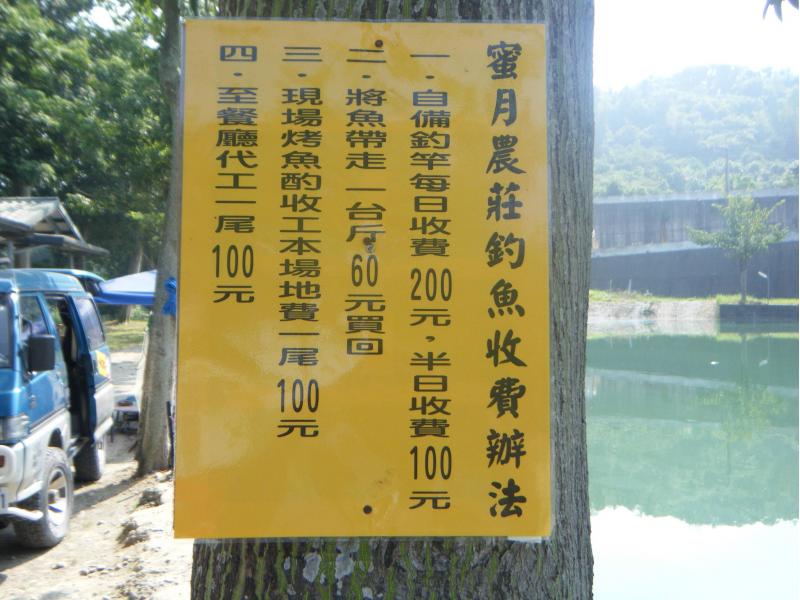 蜜月農莊釣魚收費辦法
一．自備釣竿每日收費200元，半日收費100元
二．將魚帶走一台斤60元買回
三．現場烤魚酌收工本場地費一尾100元
四．至餐廳代工一尾100元